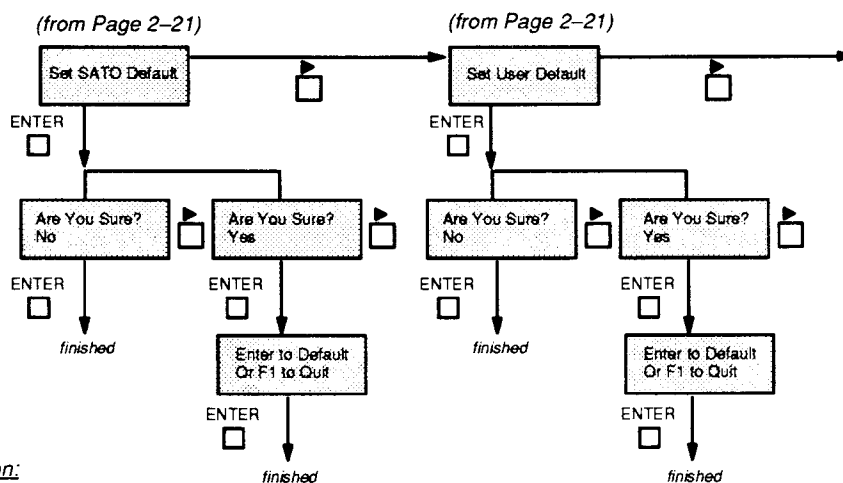 (from Page 2–21)
(from Page 2–21)
Set SATO Default
Set User Default
ENTER
ENTER
Are You Sure?
No
Are You Sure?
Yes
Are You Sure?
No
Are You Sure?
Yes
ENTER
ENTER
ENTER
ENTER
finished
finished
Enter to Default
Or F1 to Quit
Enter to Default
Or F1 to Quit
ENTER
ENTER
finished
finished